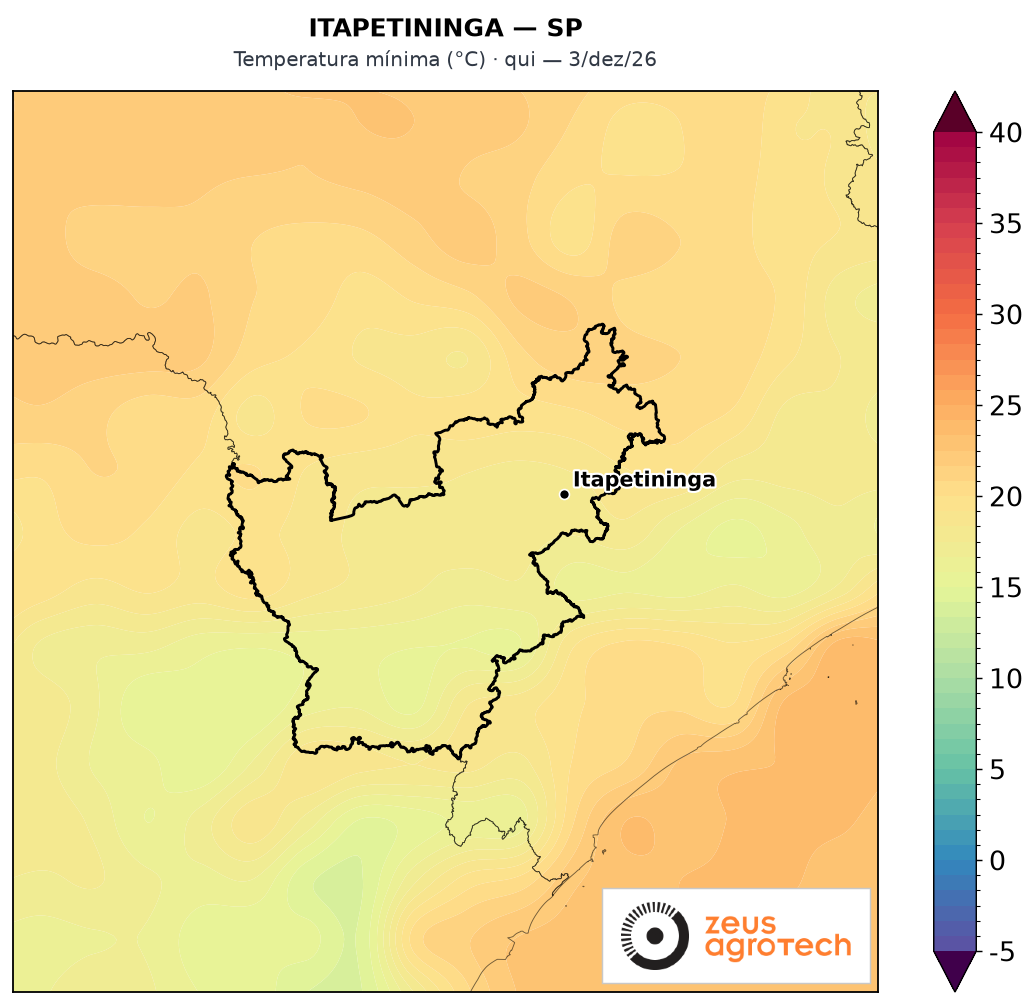 ITAPETININGA — SP
Temperatura mínima (°C) · qui — 3/dez/26
40
35
30
25
20
15
10
5
0
-5
Itapetininga
zeus
agrotech